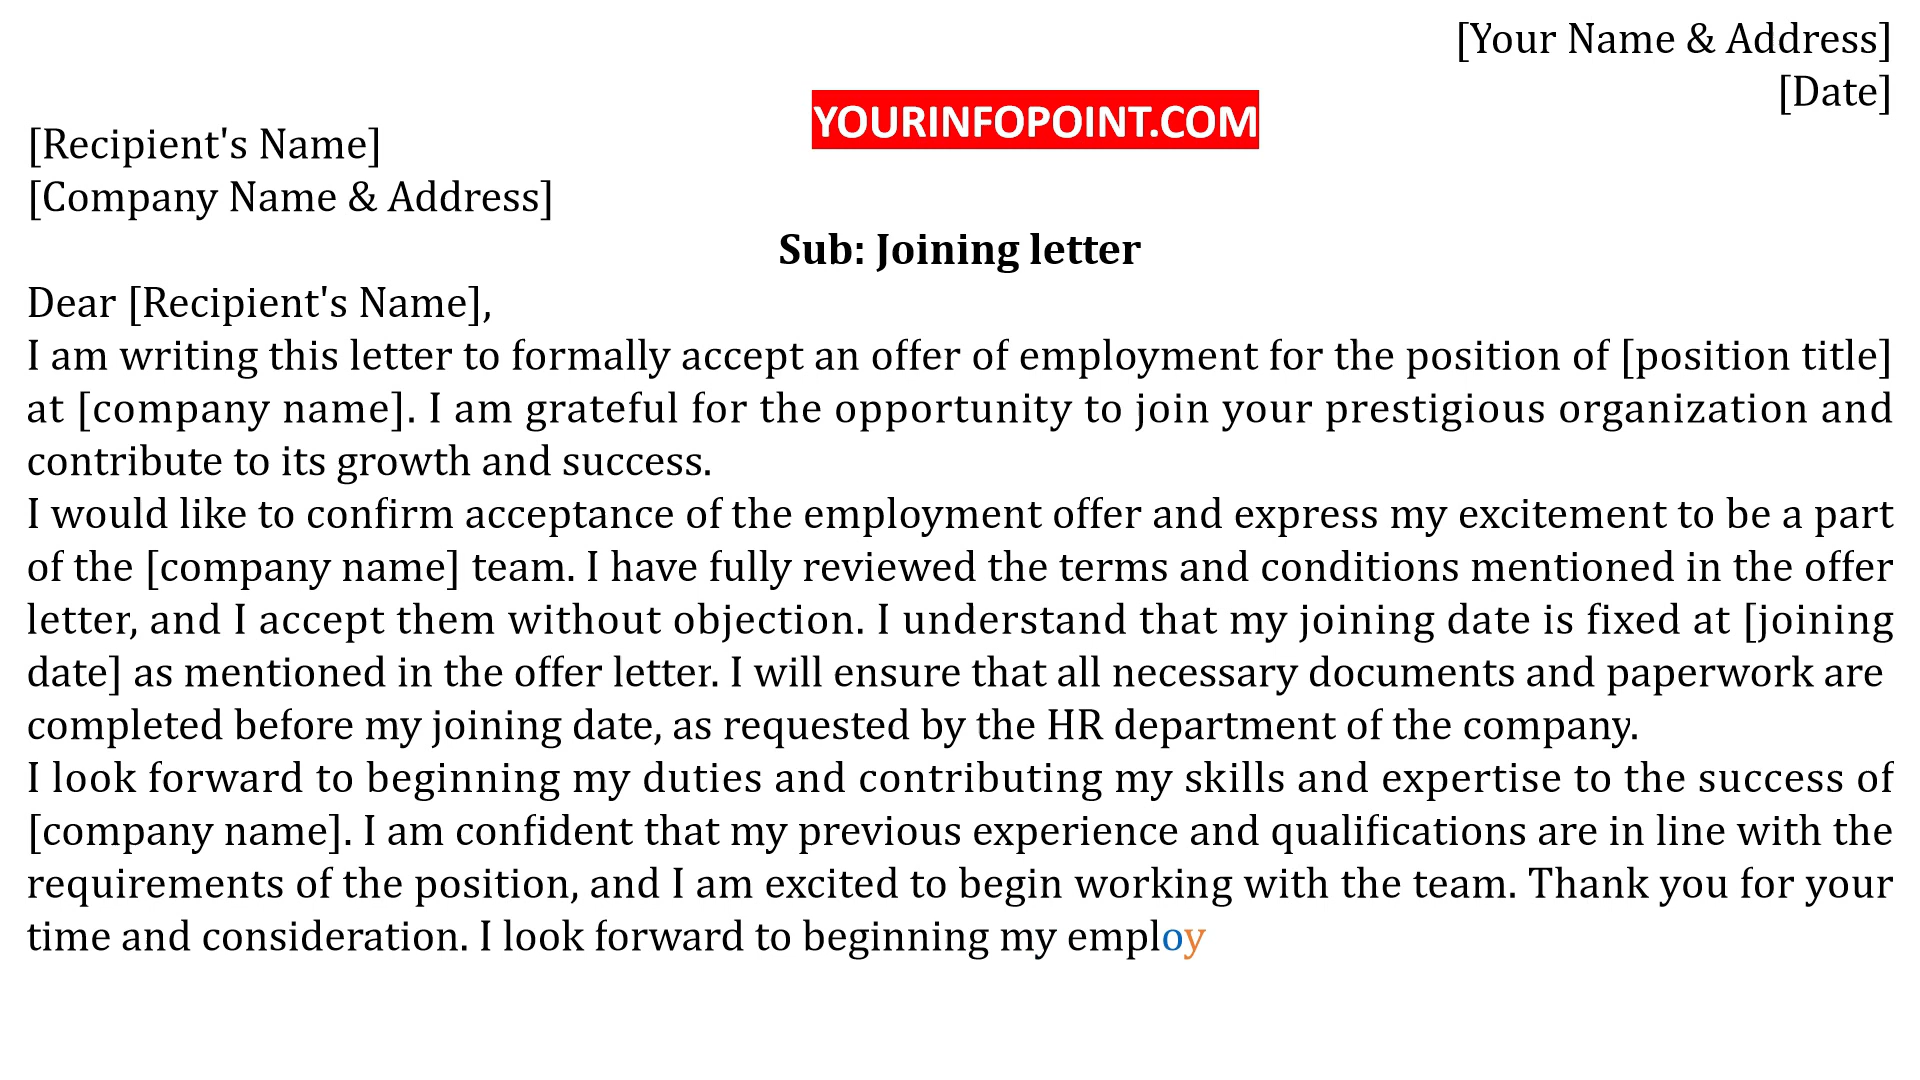 [Your Name & Address]
[Date]
YOURINFOPOINT.COM
[Recipient's Name]
[Company Name & Address]
Sub: Joining letter
Dear [Recipient's Name],
I am writing this letter to formally accept an offer of employment for the position of [position title]
at [company name]. I am grateful for the opportunity to join your prestigious organization and
contribute to its growth and success.
I would like to confirm acceptance of the employment offer and express my excitement to be a part
of the [company name] team. I have fully reviewed the terms and conditions mentioned in the offer
letter, and I accept them without objection. I understand that my joining date is fixed at [joining
date] as mentioned in the offer letter. I will ensure that all necessary documents and paperwork are
completed before my joining date, as requested by the HR department of the company.
I look forward to beginning my duties and contributing my skills and expertise to the success of
[company name]. I am confident that my previous experience and qualifications are in line with the
requirements of the position, and I am excited to begin working with the team. Thank you for your
time and consideration. I look forward to beginning my employ